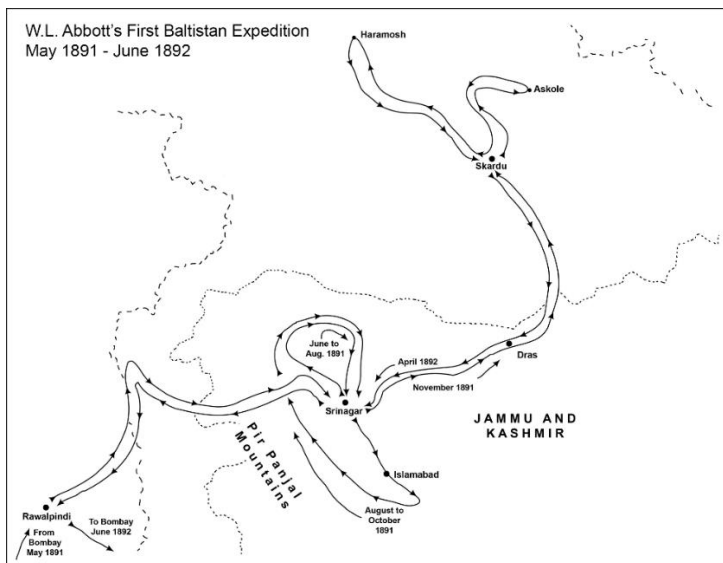 W.L. Abbott's First Baltistan Expedition
May 1891 - June 1892
Haramosh
Askole
Skardu
June to
Aug. 1891
April 1892
Dras
November 1891
Srinagar
JAMMU AND
KASHMIR
Pir Panjal
Mountains
Islamabad
August to
October
1891
Rawalpindi
To Bombay
June 1892
From
Bombay
May 1891